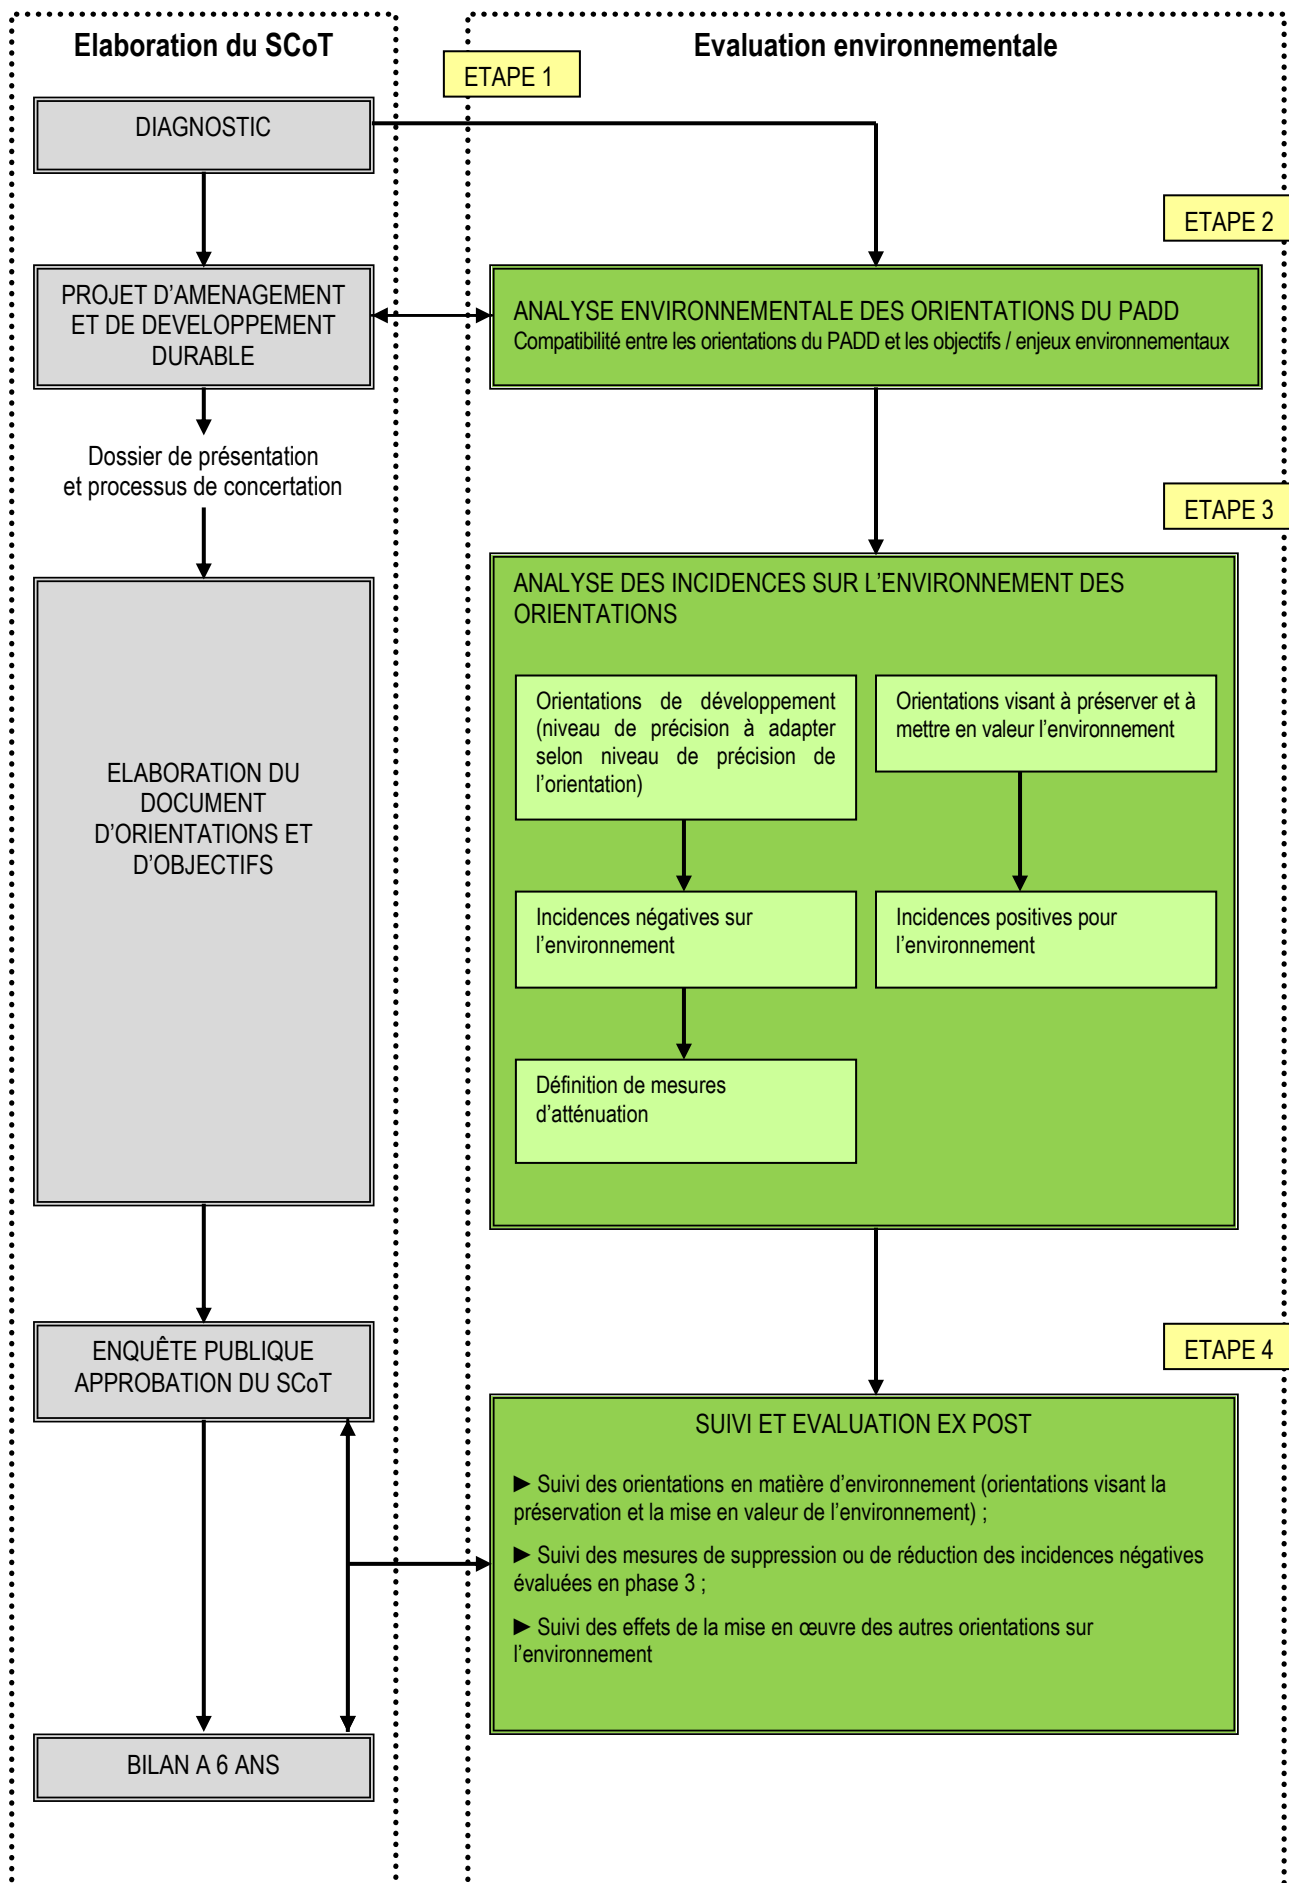 Elaboration du SCoT
Evaluation environnementale
ETAPE 1
DIAGNOSTIC
ETAPE 2
PROJET D'AMENAGEMENT
ET DE DEVELOPPEMENT
DURABLE
ANALYSE ENVIRONNEMENTALE DES ORIENTATIONS DU PADD
Compatibilité entre les orientations du PADD et les objectifs / enjeux environnementaux
Dossier de présentation
et processus de concertation
ETAPE 3
ELABORATION DU
DOCUMENT
D'ORIENTATIONS ET
D'OBJECTIFS
ANALYSE DES INCIDENCES SUR L'ENVIRONNEMENT DES
ORIENTATIONS
Orientations de développement
(niveau de précision à adapter
selon niveau de précision de
l'orientation)
Orientations visant à préserver et à
mettre en valeur l'environnement
Incidences négatives sur
l'environnement
Incidences positives pour
l'environnement
Définition de mesures
d'atténuation
ENQUÊTE PUBLIQUE
APPROBATION DU SCoT
ETAPE 4
SUIVI ET EVALUATION EX POST
► Suivi des orientations en matière d'environnement (orientations visant la
préservation et la mise en valeur de l'environnement) ;
► Suivi des mesures de suppression ou de réduction des incidences négatives
évaluées en phase 3 ;
► Suivi des effets de la mise en œuvre des autres orientations sur
l'environnement
BILAN A 6 ANS